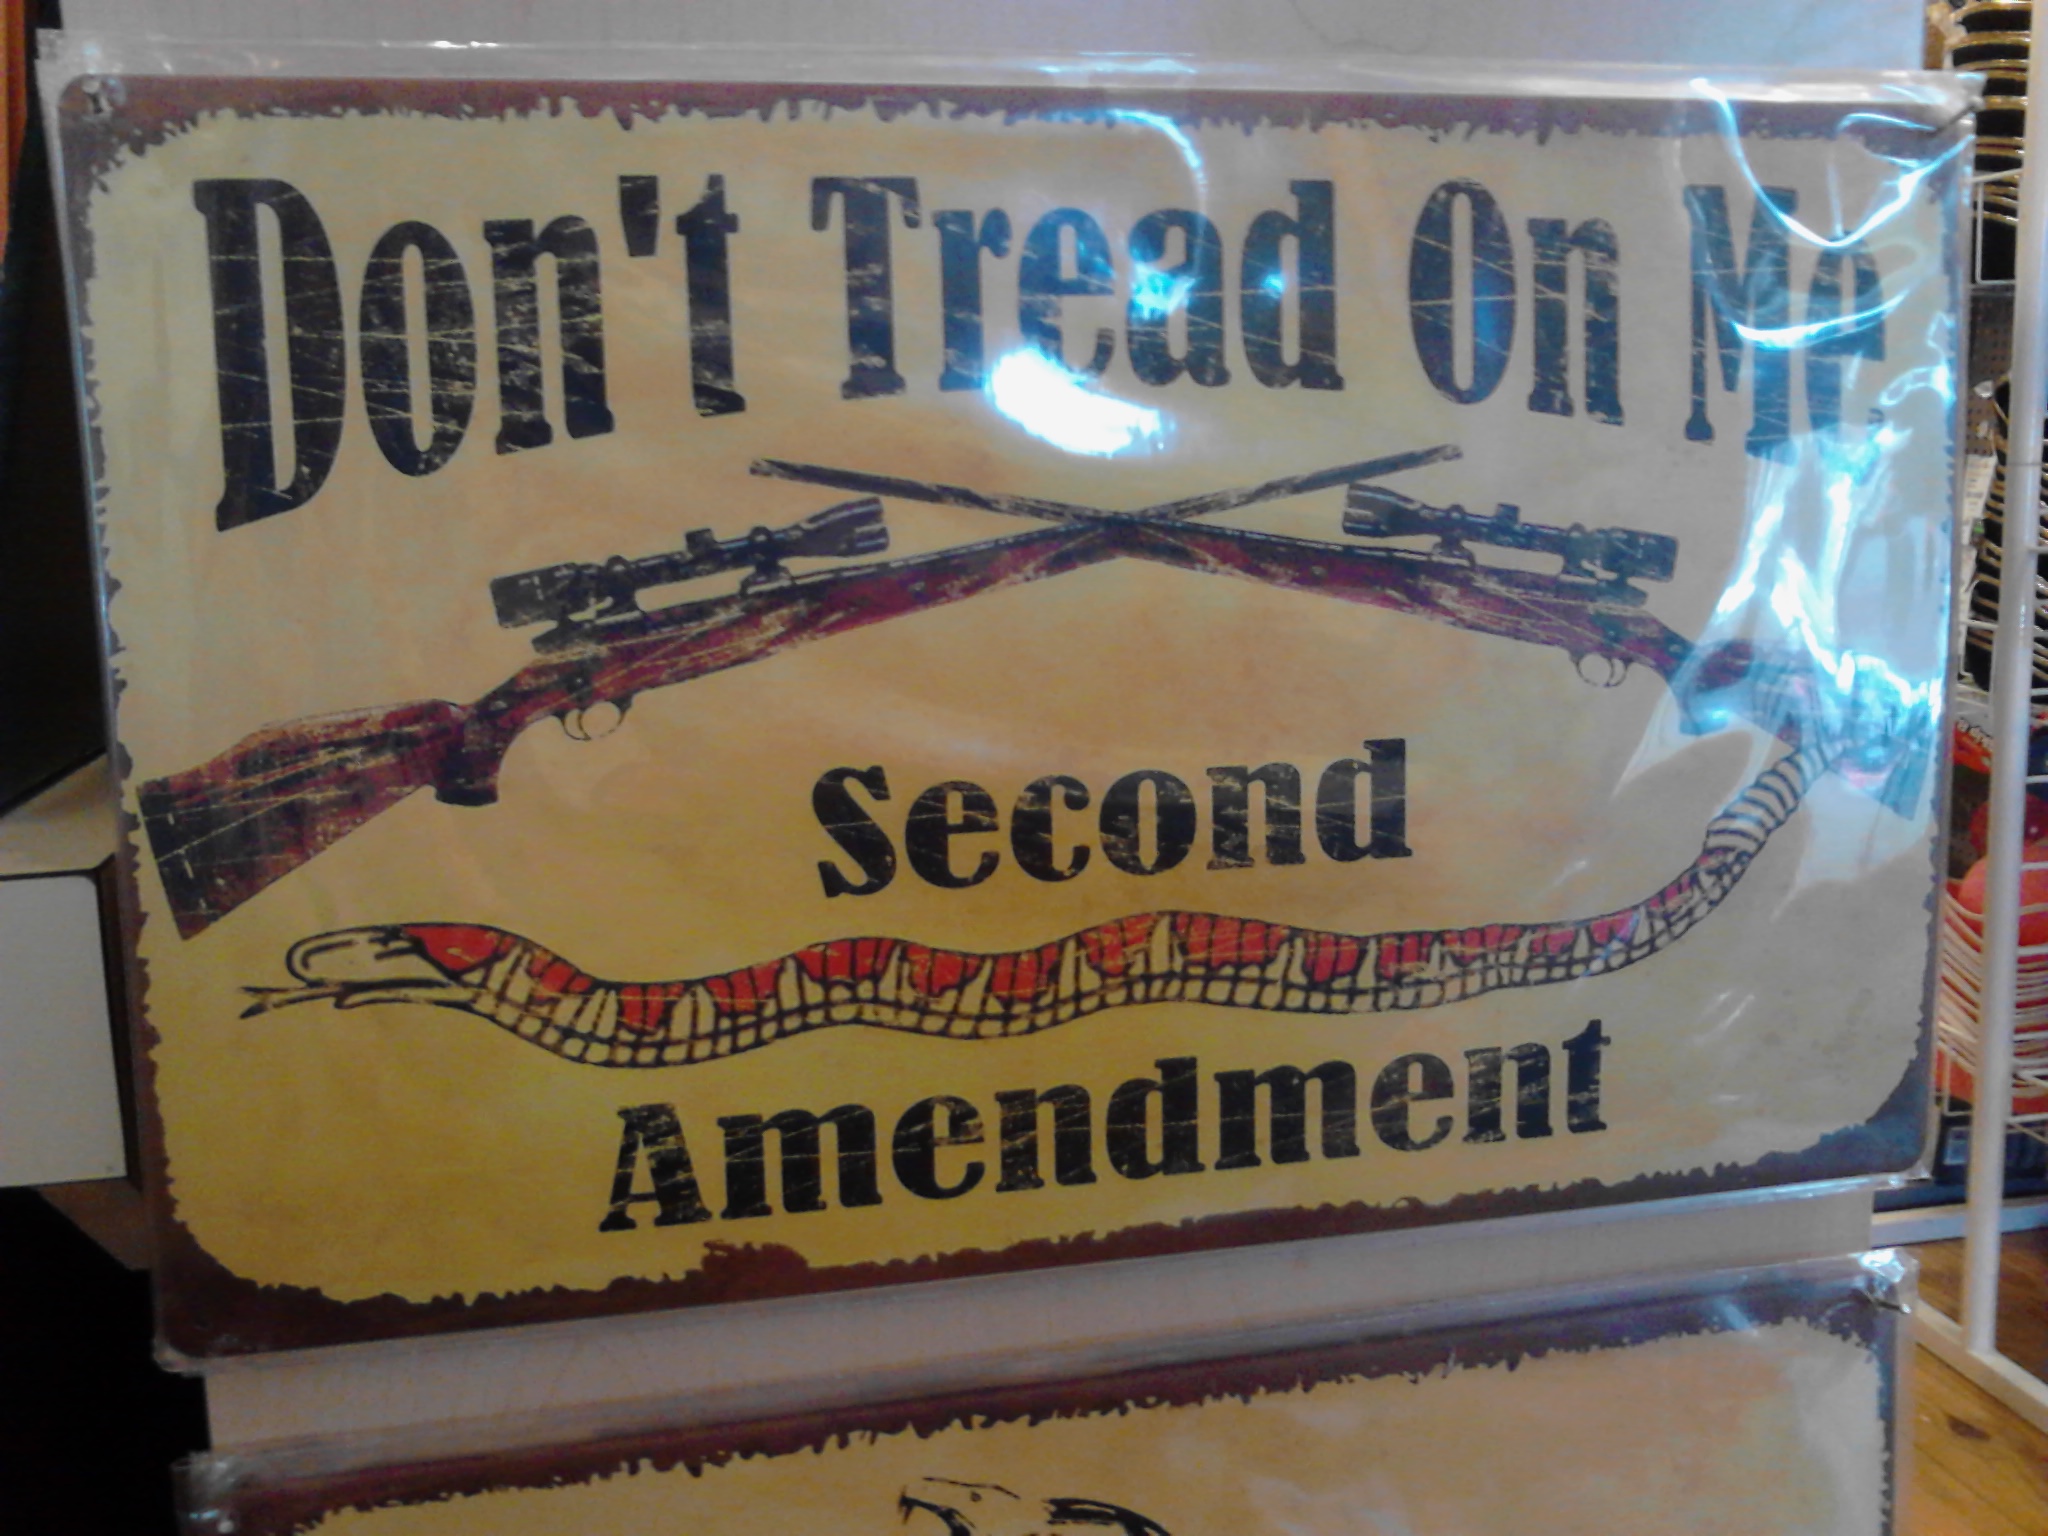 Don't Tread On Me
Second
Amendment